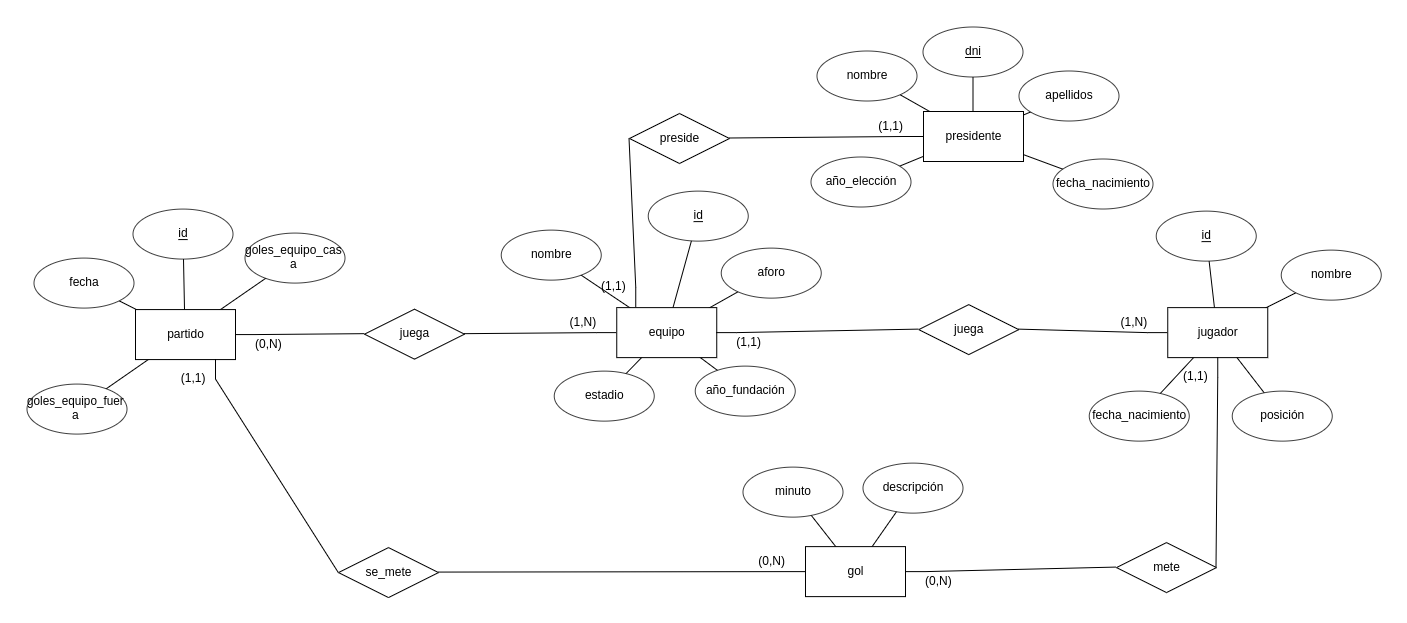 dni
nombre
apellidos
(1,1)
preside
presidente
año_elección
fecha_nacimiento
id
id
id
goles_equipo_cas
a
nombre
aforo
nombre
fecha
(1,1)
partido
juega
(1,N)
equipo
juega
(1,N)
jugador
(0,N)
(1,1)
(1,1)
(1,1)
goles_equipo_fuer
a
estadio
año_fundación
fecha_nacimiento
posición
minuto
descripción
se_mete
(0,N)
gol
(0,N)
mete